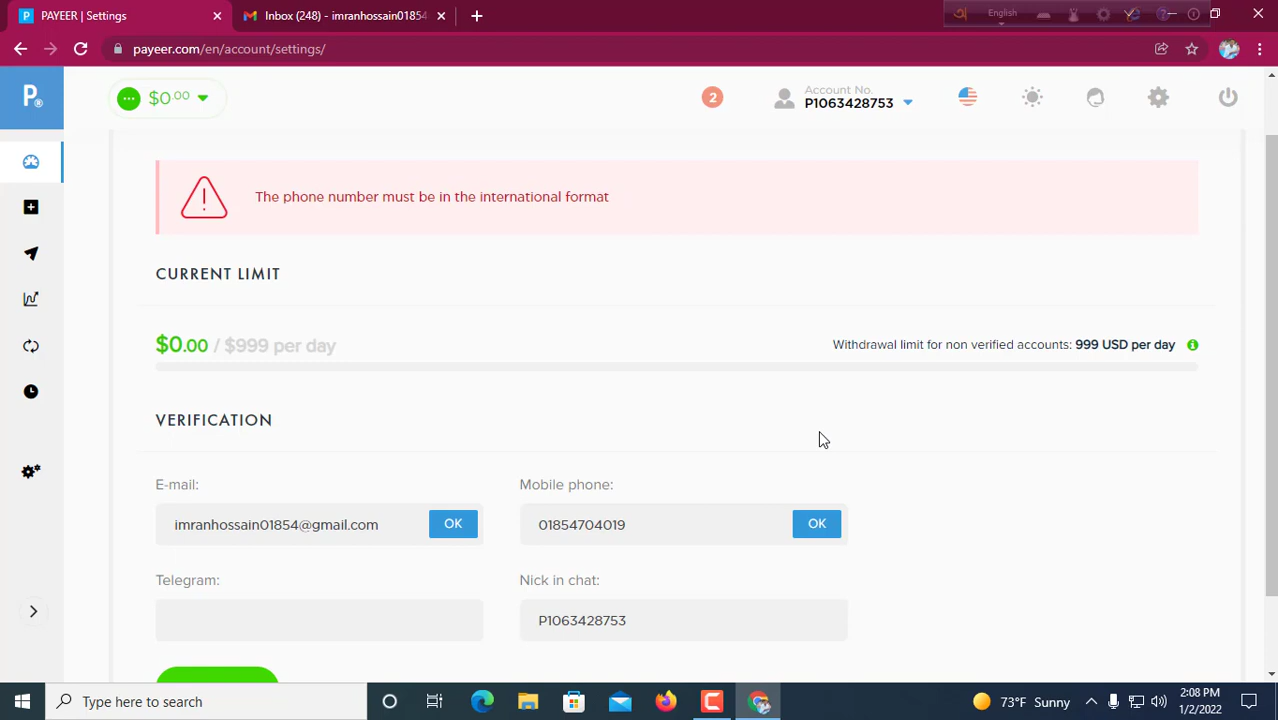 PAYEER | Settings
Inbox (248) - imranhossain01854
English
payeer.com/en/account/settings/
P®
$0.00
2
Account No.
P1063428753
The phone number must be in the international format
CURRENT LIMIT
$0.00 / $999 per day
Withdrawal limit for non verified accounts: 999 USD per day
VERIFICATION
E-mail:
Mobile phone:
imranhossain01854@gmail.com
OK
01854704019
OK
Telegram:
Nick in chat:
P1063428753
Type here to search
73°F Sunny
2:08 PM
1/2/2022